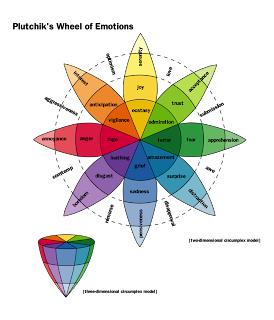 Plutchik's Wheel of Emotions
serenity
optimism
love
interest
acceptance
joy
aggressiveness
submission
anticipation
trust
ecstasy
vigilance
admiration
annoyance
anger
rage
terror
fear
apprehension
loathing
amazement
grief
contempt
awe
disgust
surprise
boredom
distraction
sadness
remorse
disapproval
pensiveness
[two-dimensional circumplex model]
[three-dimensional circumplex model]